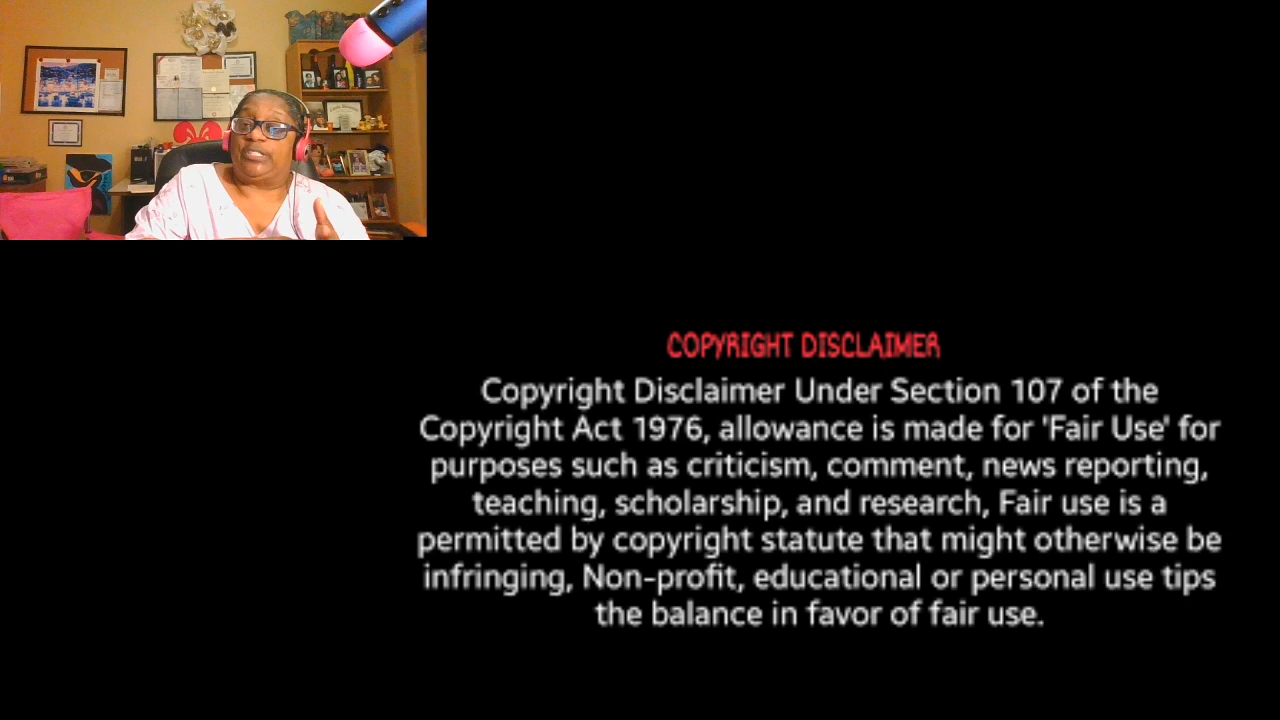 COPYRIGHT DISCLAIMER
Copyright Disclaimer Under Section 107 of the
Copyright Act 1976, allowance is made for 'Fair Use' for
purposes such as criticism, comment, news reporting,
teaching, scholarship, and research, Fair use is a
permitted by copyright statute that might otherwise be
infringing, Non-profit, educational or personal use tips
the balance in favor of fair use.